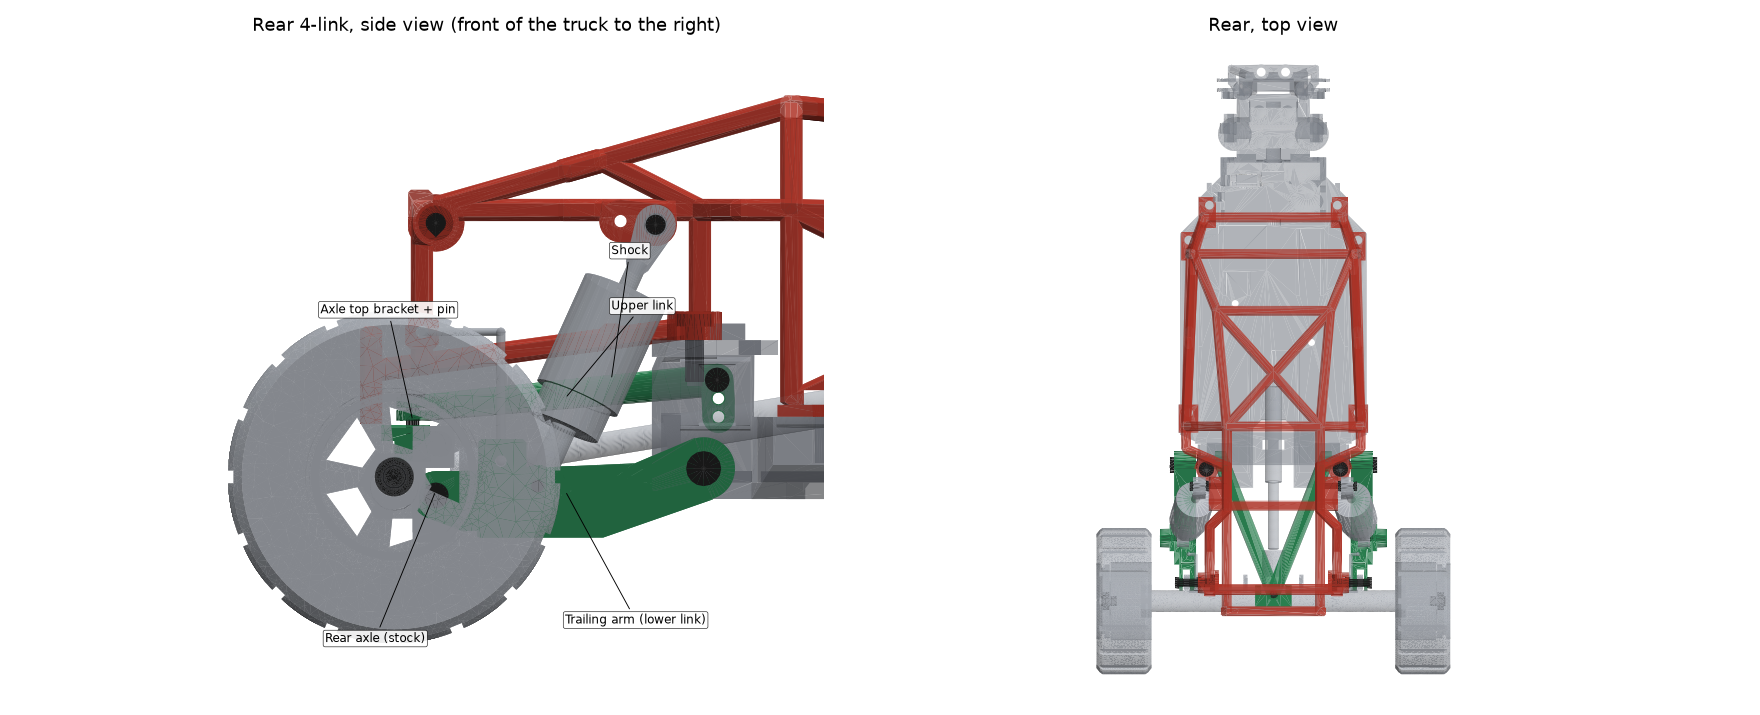 Rear 4-link, side view (front of the truck to the right)
Rear, top view
Shock
Axle top bracket + pin
Upper link
Trailing arm (lower link)
Rear axle (stock)